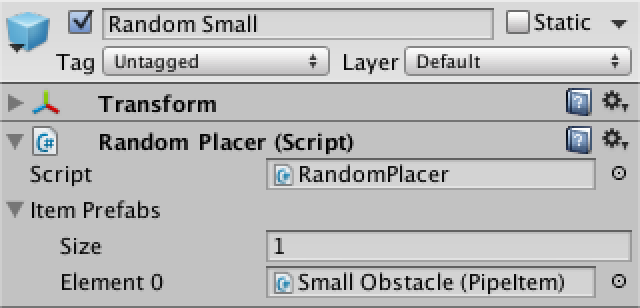 Random Small Static
Tag Untagged Layer Default
Transform
Random Placer (Script)
Script RandomPlacer
Item Prefabs
Size 1
Element 0 Small Obstacle (PipeItem)